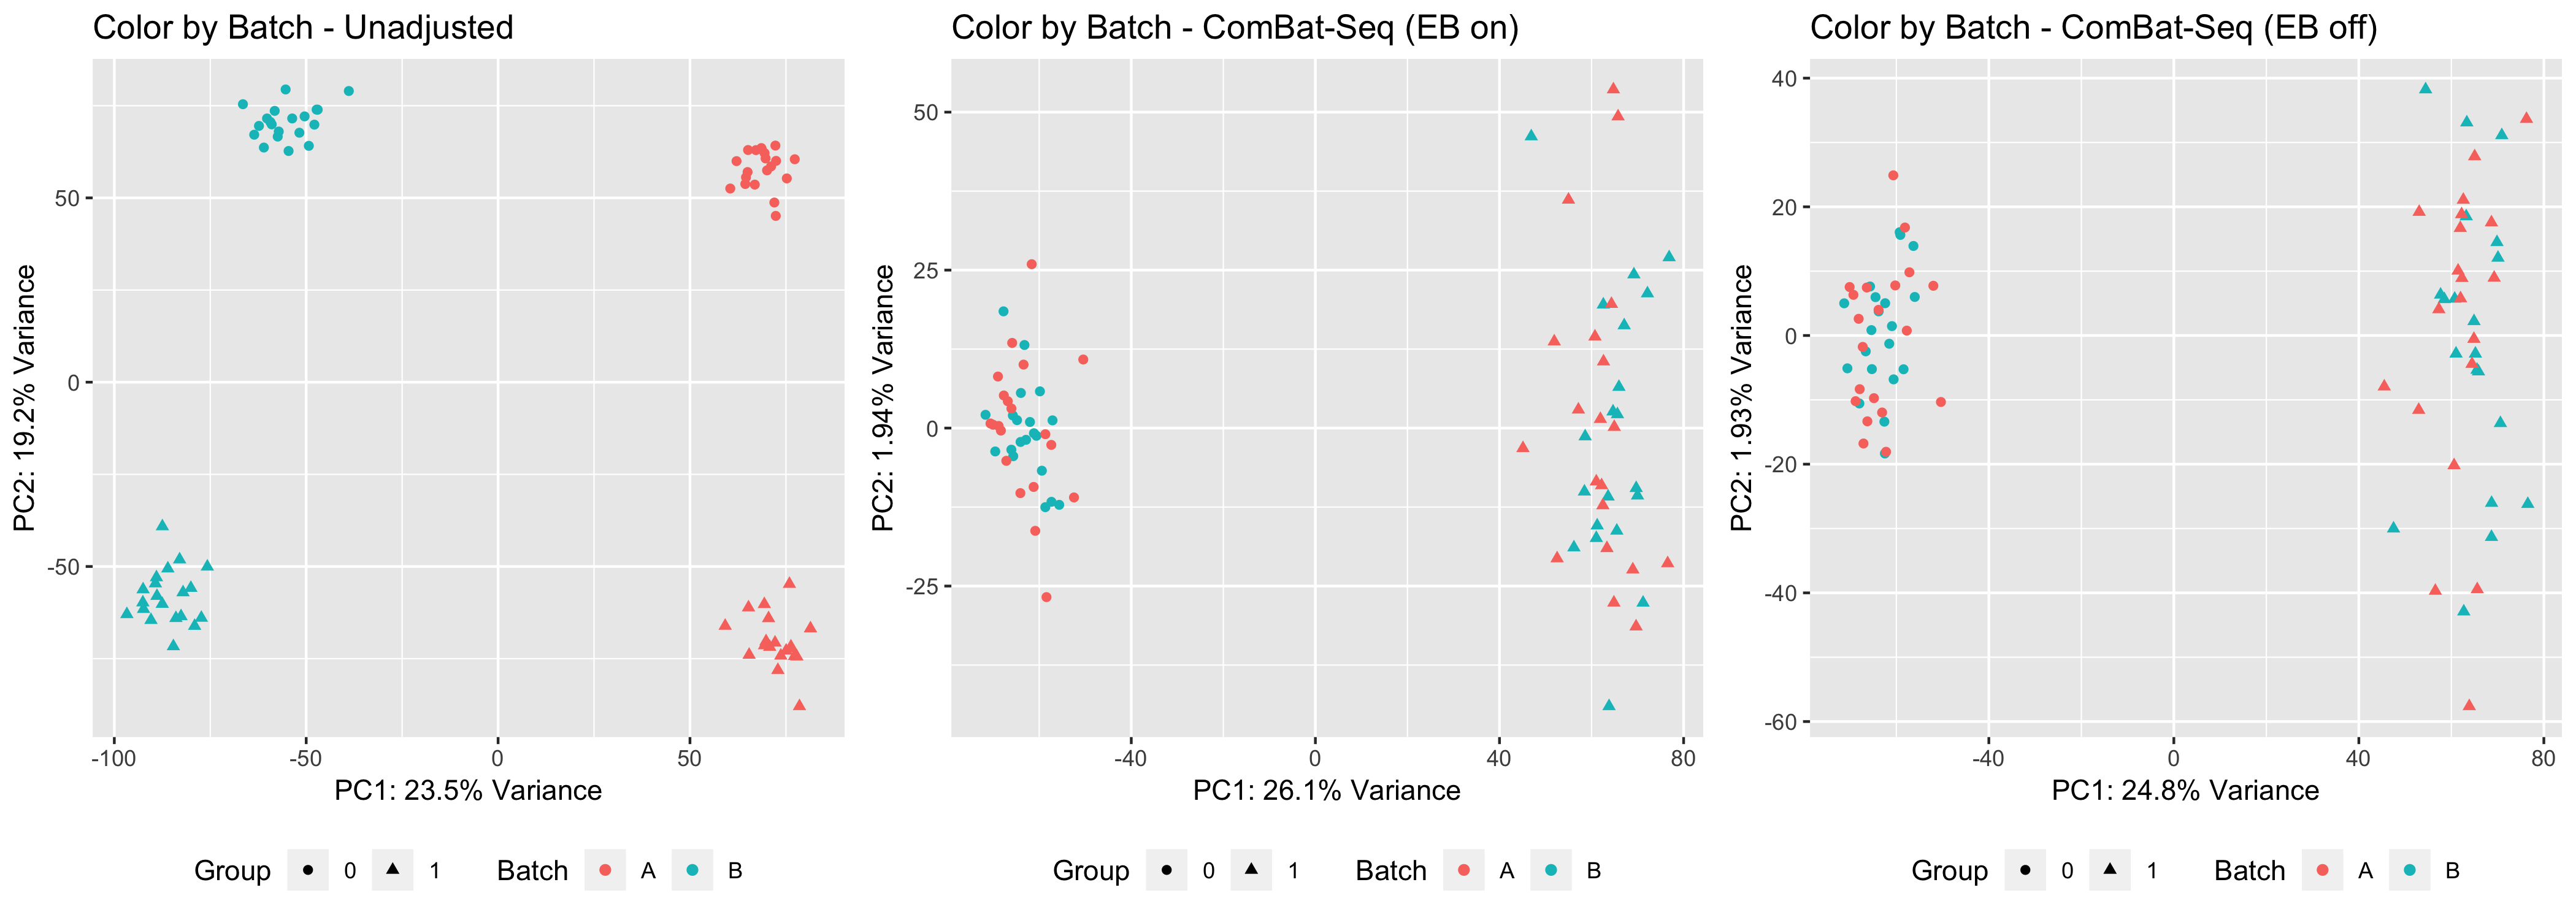 Color by Batch - Unadjusted
50
0
-50
-100
-50
0
50
PC2: 19.2% Variance
PC1: 23.5% Variance
Group 0 1 Batch A B
Color by Batch - ComBat-Seq (EB on)
50
25
0
-25
-40
0
40
80
PC2: 1.94% Variance
PC1: 26.1% Variance
Group 0 1 Batch A B
Color by Batch - ComBat-Seq (EB off)
40
20
0
-20
-40
-60
-40
0
40
80
PC2: 1.93% Variance
PC1: 24.8% Variance
Group 0 1 Batch A B